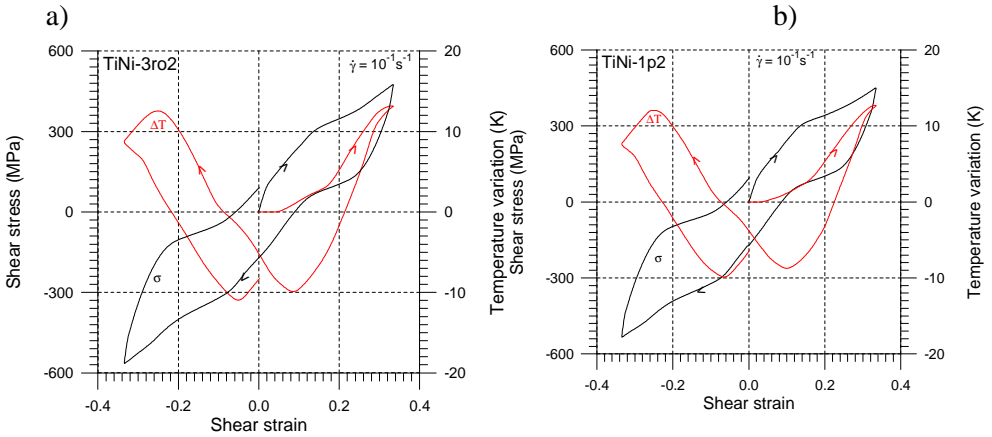 a)
TiNi-3ro2
γ̇ = 10⁻¹s⁻¹
600
300
0
-300
-600
20
10
0
-10
-20
-0.4
-0.2
0.0
0.2
0.4
Shear stress (MPa)
Temperature variation (K)
Shear strain
ΔT
σ
b)
TiNi-1p2
γ̇ = 10⁻¹s⁻¹
600
300
0
-300
-600
20
10
0
-10
-20
-0.4
-0.2
0.0
0.2
0.4
Shear stress (MPa)
Temperature variation (K)
Shear strain
ΔT
σ